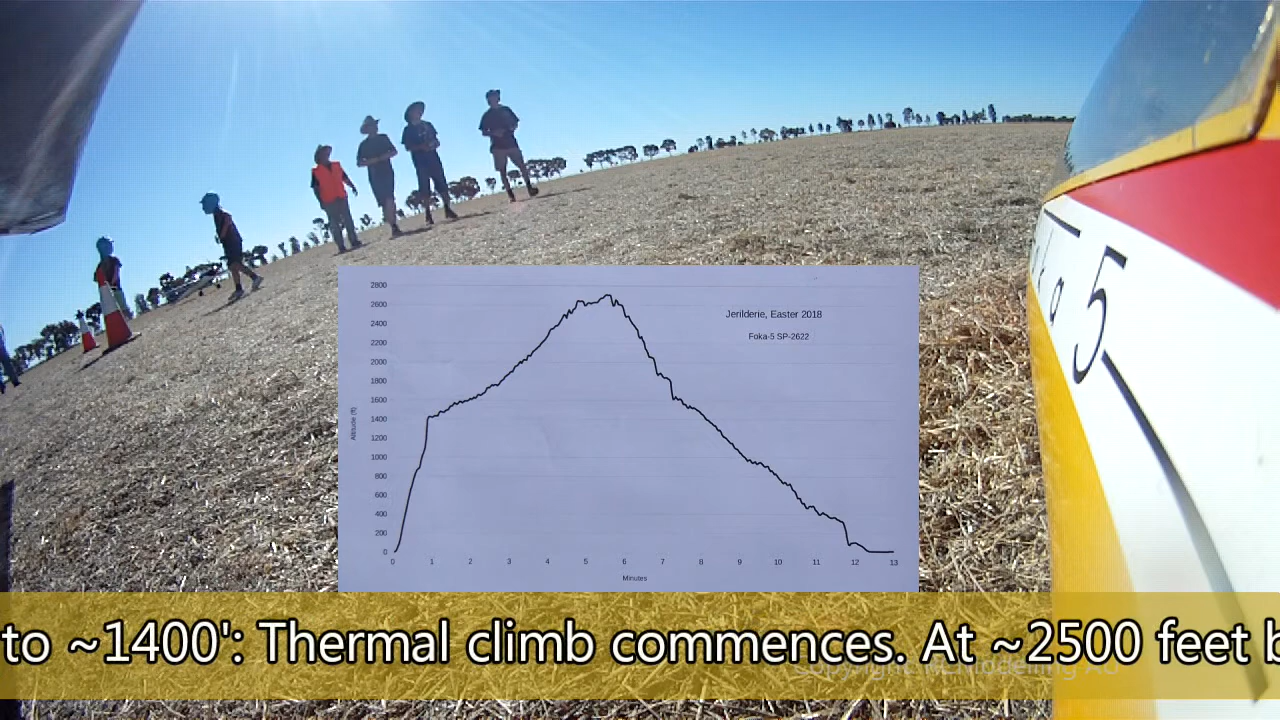 5
2800
2600
2400
2200
2000
1800
1600
1400
1200
1000
800
600
400
200
0
Altitude (ft)
Jerilderie, Easter 2018
Foka-5 SP-2622
0 1 2 3 4 5 6 7 8 9 10 11 12 13
Minutes
to ~1400': Thermal climb commences. At ~2500 feet b